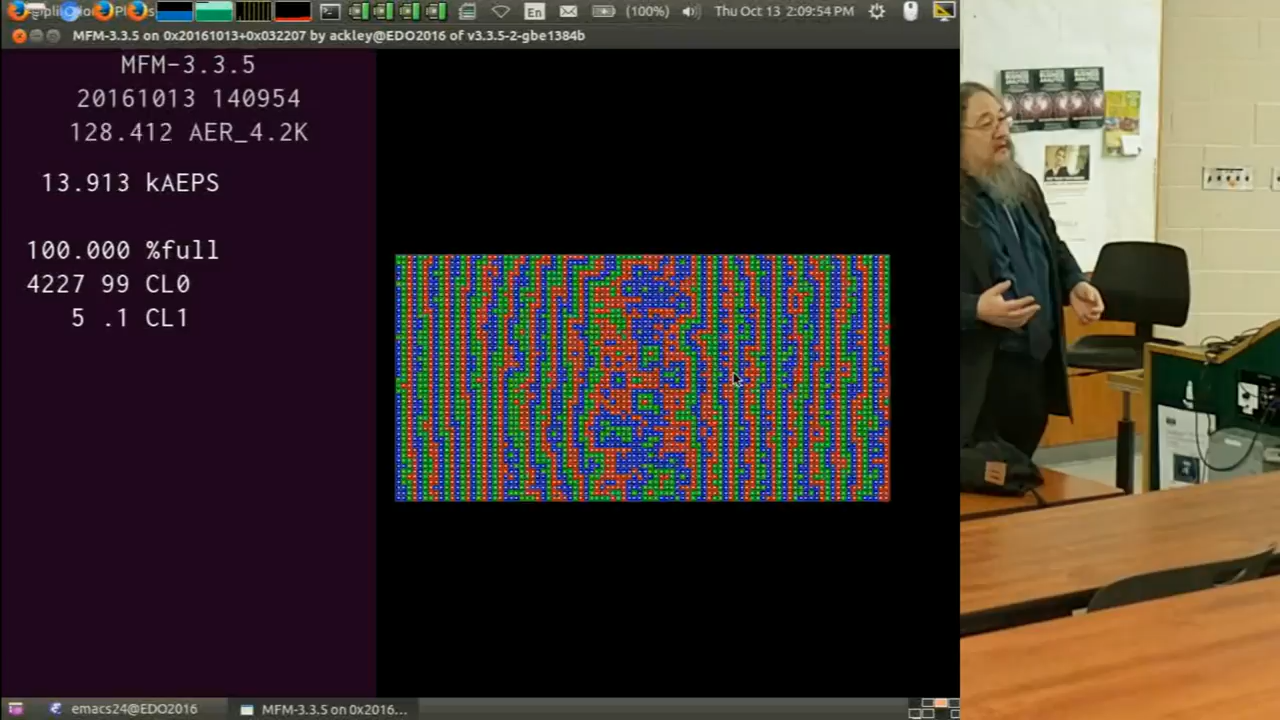 En
(100%)
Thu Oct 13 2:09:54 PM
MFM-3.3.5 on 0x20161013+0x032207 by ackley@EDO2016 of v3.3.5-2-gbe1384b
MFM-3.3.5
20161013 140954
128.412 AER_4.2K
13.913 kAEPS
100.000 %full
4227 99 CL0
5 .1 CL1
BUSINESS
ANALYTICS
emacs24@EDO2016
MFM-3.3.5 on 0x2016...